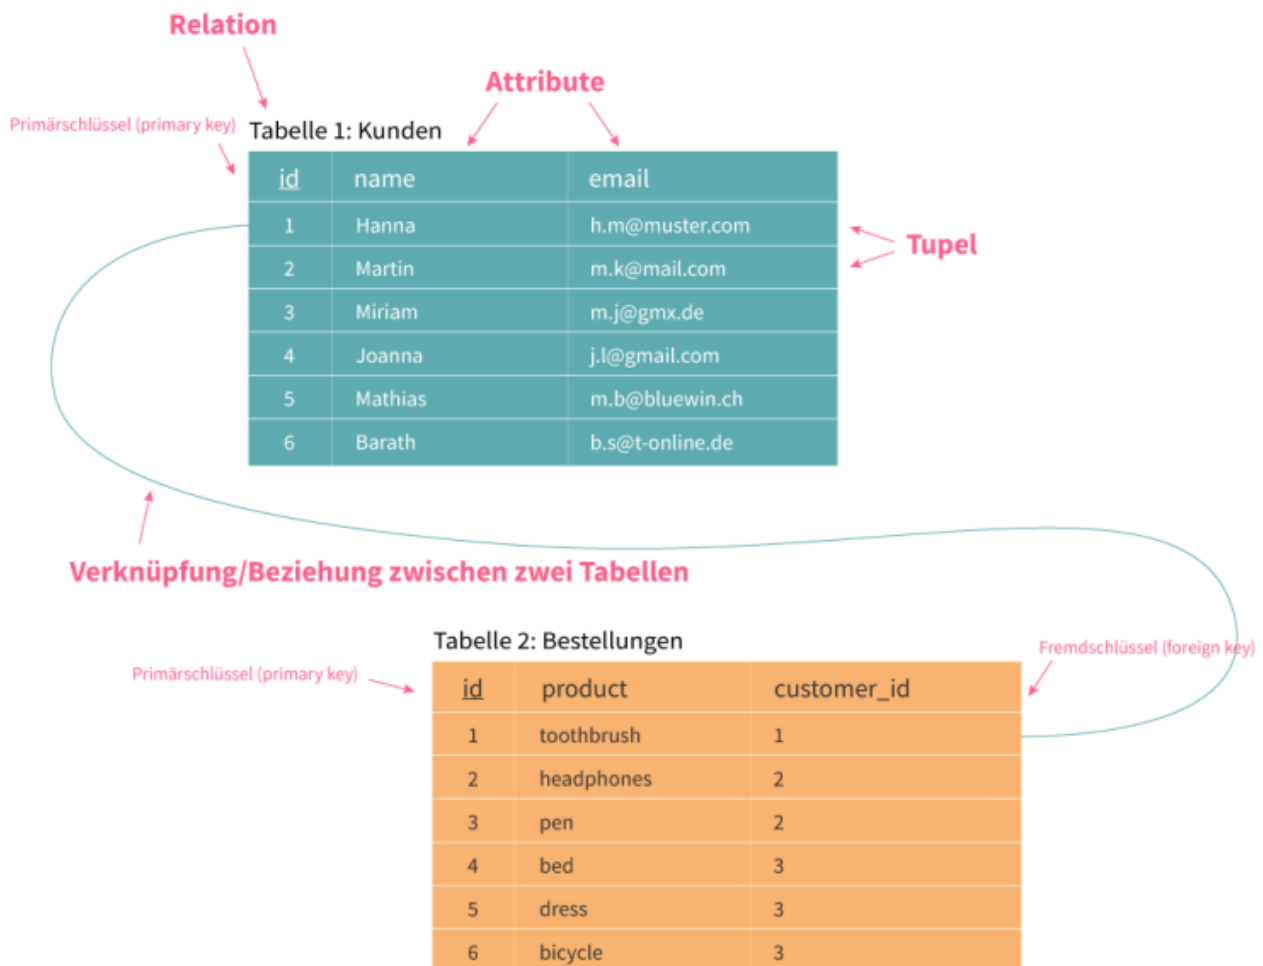 Relation
Attribute
Primärschlüssel (primary key)
Tabelle 1: Kunden
id name email
1 Hanna h.m@muster.com
2 Martin m.k@mail.com
Tupel
3 Miriam m.j@gmx.de
4 Joanna j.l@gmail.com
5 Mathias m.b@bluewin.ch
6 Barath b.s@t-online.de
Verknüpfung/Beziehung zwischen zwei Tabellen
Tabelle 2: Bestellungen
Fremdschlüssel (foreign key)
Primärschlüssel (primary key)
id product customer_id
1 toothbrush 1
2 headphones 2
3 pen 2
4 bed 3
5 dress 3
6 bicycle 3